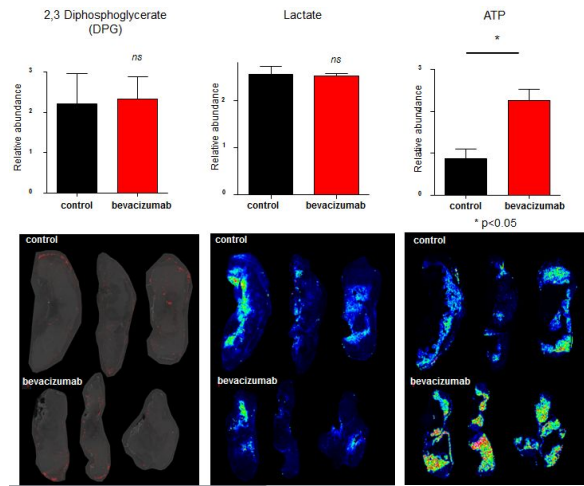 2,3 Diphosphoglycerate
(DPG)
Lactate
ATP
ns
ns
*
Relative abundance
3
2
1
0
control
bevacizumab
Relative abundance
2
1
0
control
bevacizumab
Relative abundance
3
2
1
0
control
bevacizumab
* p<0.05
control
control
control
bevacizumab
bevacizumab
bevacizumab